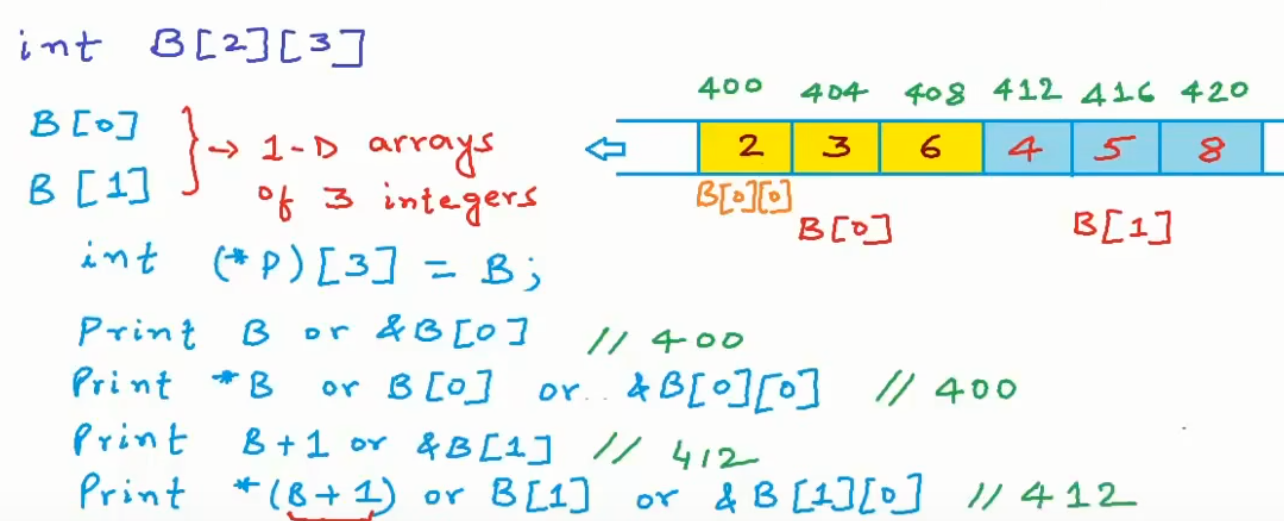 int B[2][3]
400 404 408 412 416 420
B[0]
B[1]
} → 1-D arrays
of 3 integers
2 3 6 4 5 8
B[0][0]
B[0] B[1]
int (*P)[3] = B;
Print B or &B[0] // 400
Print *B or B[0] or &B[0][0] // 400
Print B+1 or &B[1] // 412
Print *(B+1) or B[1] or &B[1][0] // 412